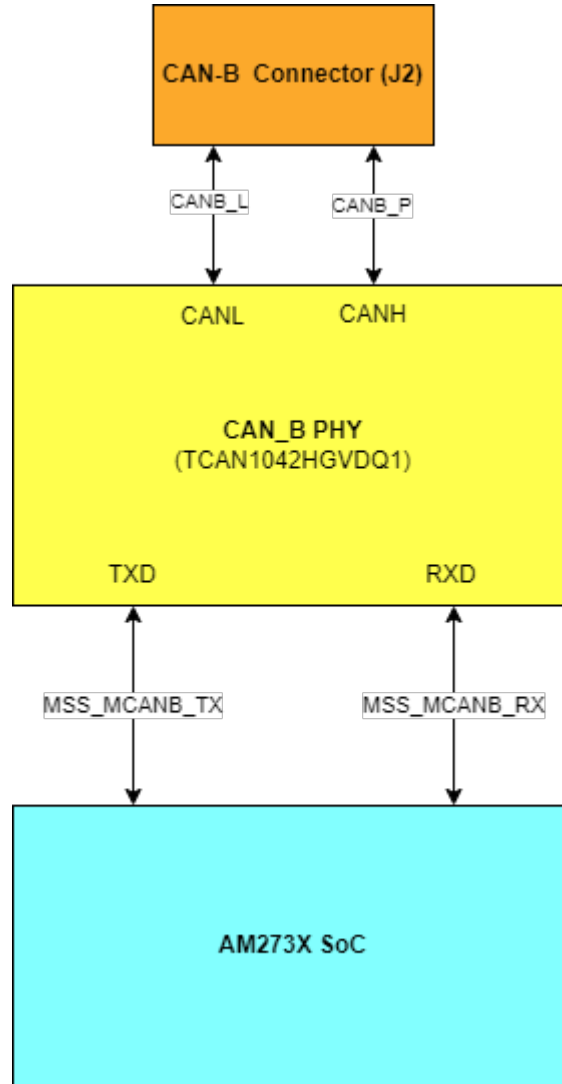 CAN-B  Connector (J2)
CANB_L
CANB_P
CANL
CANH
CAN_B PHY
(TCAN1042HGVDQ1)
TXD
RXD
MSS_MCANB_TX
MSS_MCANB_RX
AM273X SoC